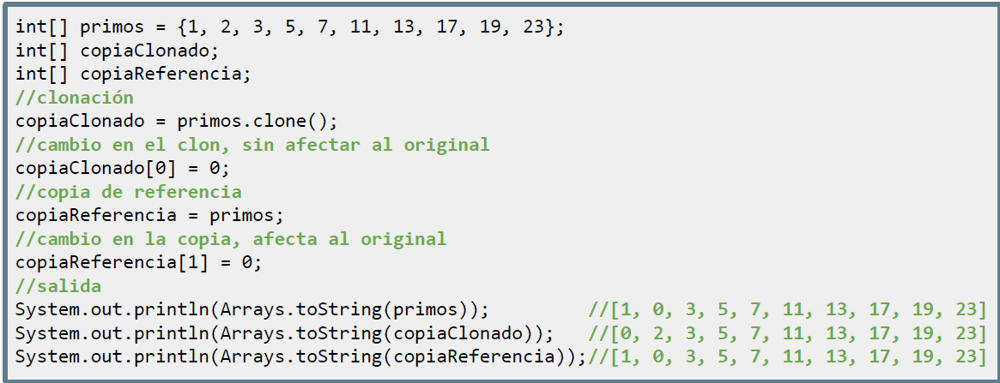 int[] primos = {1, 2, 3, 5, 7, 11, 13, 17, 19, 23};
int[] copiaClonado;
int[] copiaReferencia;
//clonación
copiaClonado = primos.clone();
//cambio en el clon, sin afectar al original
copiaClonado[0] = 0;
//copia de referencia
copiaReferencia = primos;
//cambio en la copia, afecta al original
copiaReferencia[1] = 0;
//salida
System.out.println(Arrays.toString(primos));         //[1, 0, 3, 5, 7, 11, 13, 17, 19, 23]
System.out.println(Arrays.toString(copiaClonado));   //[0, 2, 3, 5, 7, 11, 13, 17, 19, 23]
System.out.println(Arrays.toString(copiaReferencia));//[1, 0, 3, 5, 7, 11, 13, 17, 19, 23]